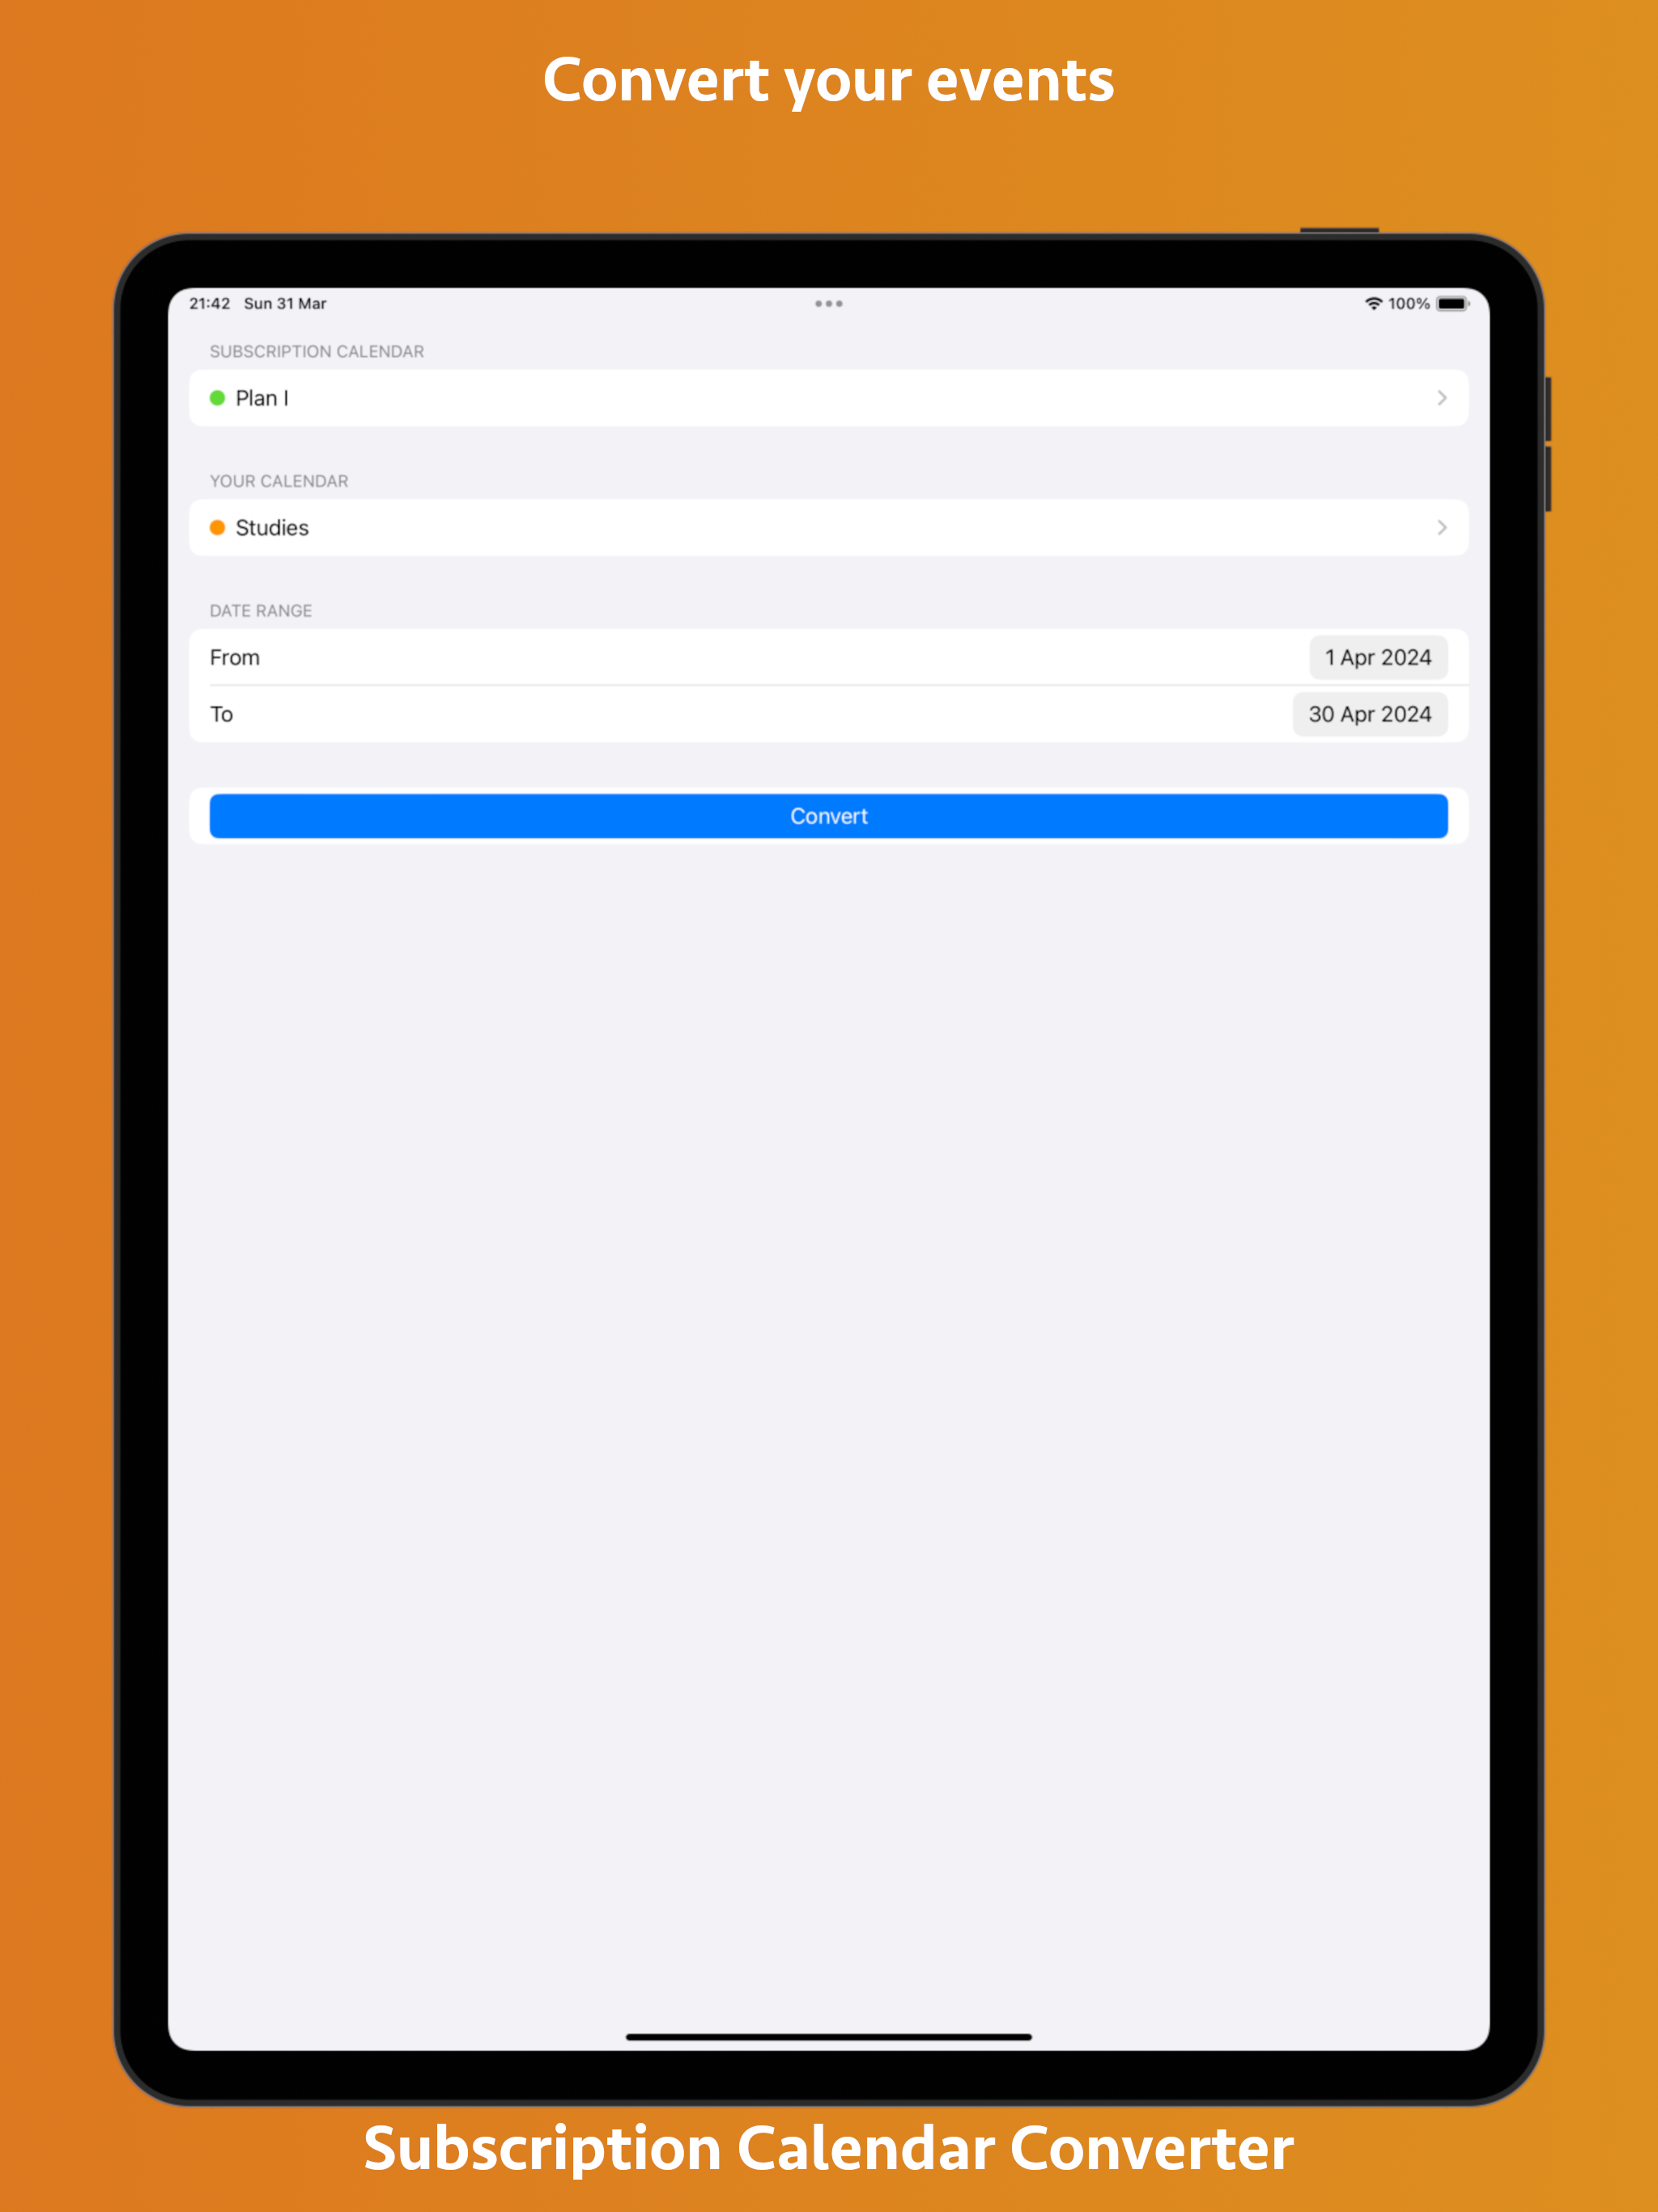 Convert your events
21:42 Sun 31 Mar
100%
SUBSCRIPTION CALENDAR
Plan I
YOUR CALENDAR
Studies
DATE RANGE
From 1 Apr 2024
To 30 Apr 2024
Convert
Subscription Calendar Converter